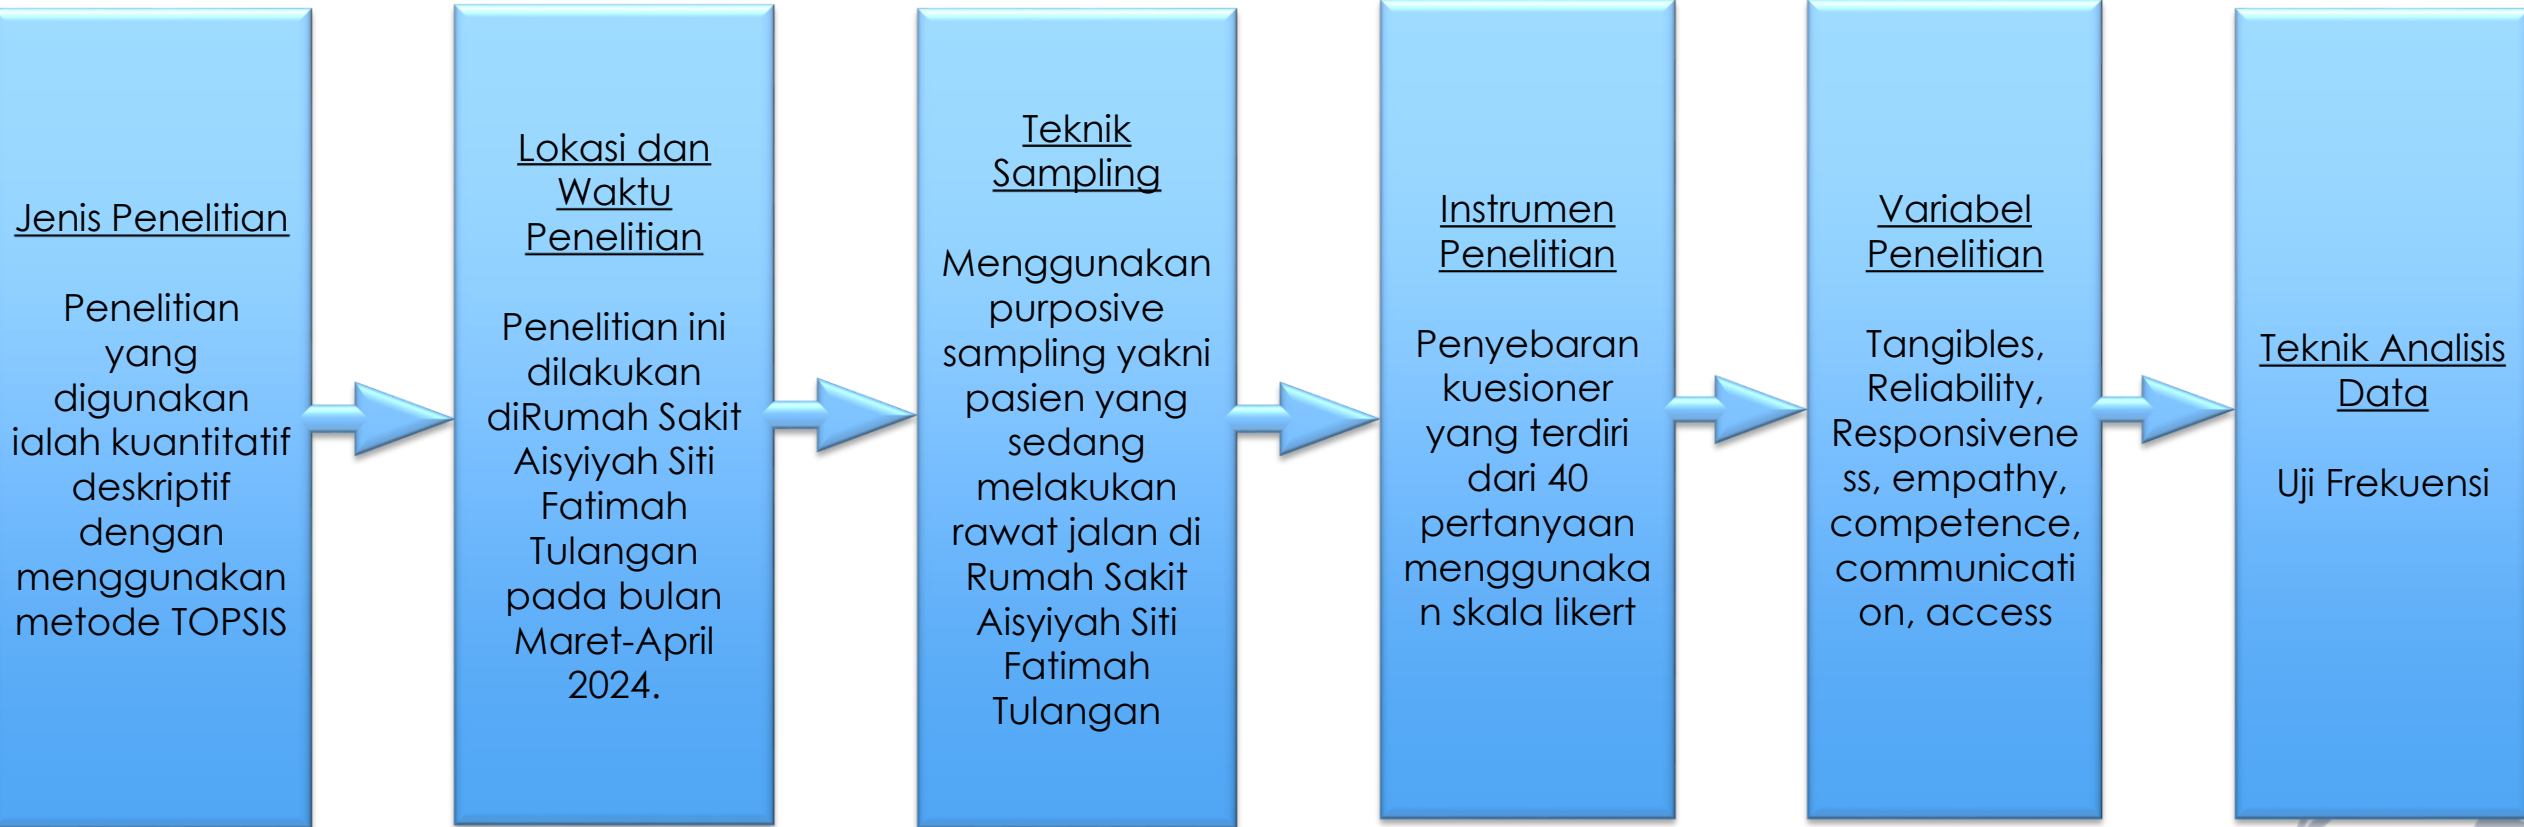 Jenis Penelitian
Penelitian
yang
digunakan
ialah kuantitatif
deskriptif
dengan
menggunakan
metode TOPSIS
Lokasi dan
Waktu
Penelitian
Penelitian ini
dilakukan
diRumah Sakit
Aisyiyah Siti
Fatimah
Tulangan
pada bulan
Maret-April
2024.
Teknik
Sampling
Menggunakan
purposive
sampling yakni
pasien yang
sedang
melakukan
rawat jalan di
Rumah Sakit
Aisyiyah Siti
Fatimah
Tulangan
Instrumen
Penelitian
Penyebaran
kuesioner
yang terdiri
dari 40
pertanyaan
menggunaka
n skala likert
Variabel
Penelitian
Tangibles,
Reliability,
Responsivene
ss, empathy,
competence,
communicati
on, access
Teknik Analisis
Data
Uji Frekuensi